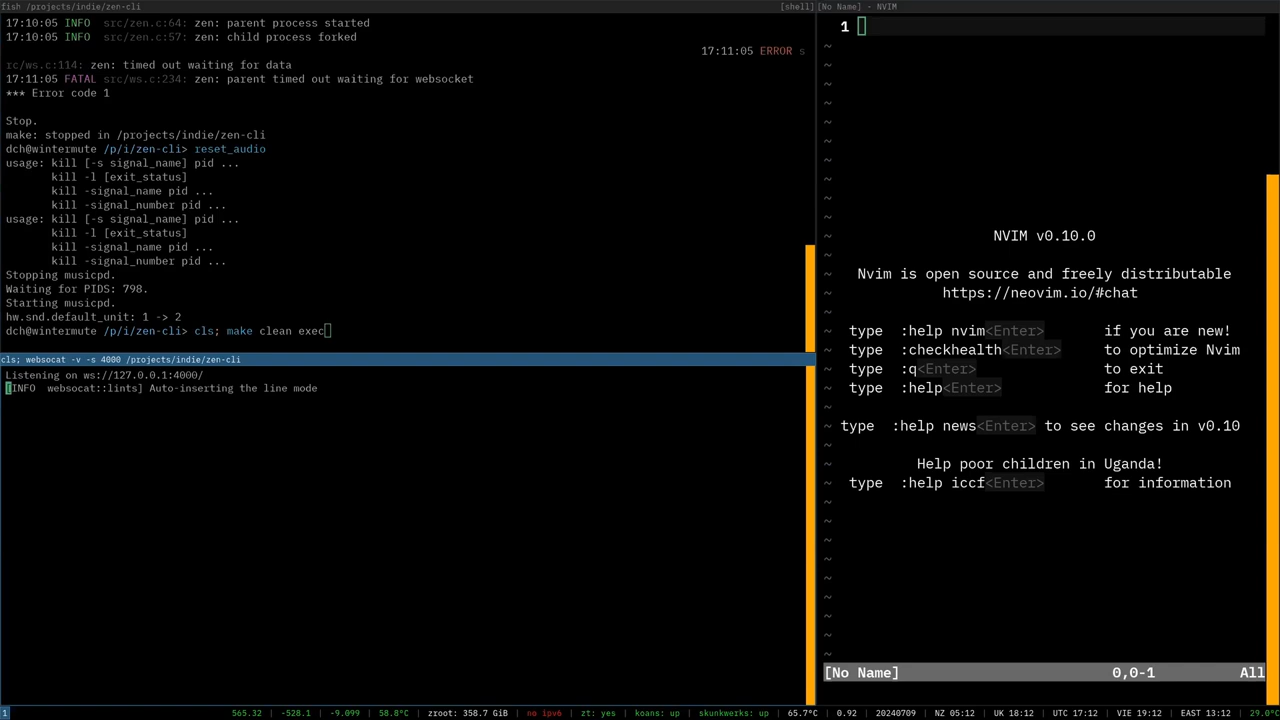 fish /projects/indie/zen-cli [shell]
17:10:05 INFO src/zen.c:64: zen: parent process started
17:10:05 INFO src/zen.c:57: zen: child process forked
17:11:05 ERROR s
rc/ws.c:114: zen: timed out waiting for data
17:11:05 FATAL src/ws.c:234: zen: parent timed out waiting for websocket
*** Error code 1
Stop.
make: stopped in /projects/indie/zen-cli
dch@wintermute /p/i/zen-cli> reset_audio
usage: kill [-s signal_name] pid ...
kill -l [exit_status]
kill -signal_name pid ...
kill -signal_number pid ...
usage: kill [-s signal_name] pid ...
kill -l [exit_status]
kill -signal_name pid ...
kill -signal_number pid ...
Stopping musicpd.
Waiting for PIDS: 798.
Starting musicpd.
hw.snd.default_unit: 1 -> 2
dch@wintermute /p/i/zen-cli> cls; make clean exec
cls; websocat -v -s 4000 /projects/indie/zen-cli
Listening on ws://127.0.0.1:4000/
[INFO websocat::lints] Auto-inserting the line mode
[No Name] - NVIM
1
~
~
~
~
~
~
~
~
~
~
~ NVIM v0.10.0
~
~ Nvim is open source and freely distributable
~ https://neovim.io/#chat
~
~ type :help nvim<Enter> if you are new!
~ type :checkhealth<Enter> to optimize Nvim
~ type :q<Enter> to exit
~ type :help<Enter> for help
~
~ type :help news<Enter> to see changes in v0.10
~
~ Help poor children in Uganda!
~ type :help iccf<Enter> for information
~
~
~
~
~
~
~
~
~
[No Name] 0,0-1 All
1 565.32 | -528.1 | -9.099 | 58.8°C | zroot: 358.7 GiB | no ipv6 | zt: yes | koans: up | skunkwerks: up | 65.7°C | 0.92 | 20240709 | NZ 05:12 | UK 18:12 | UTC 17:12 | VIE 19:12 | EAST 13:12 | 29.0